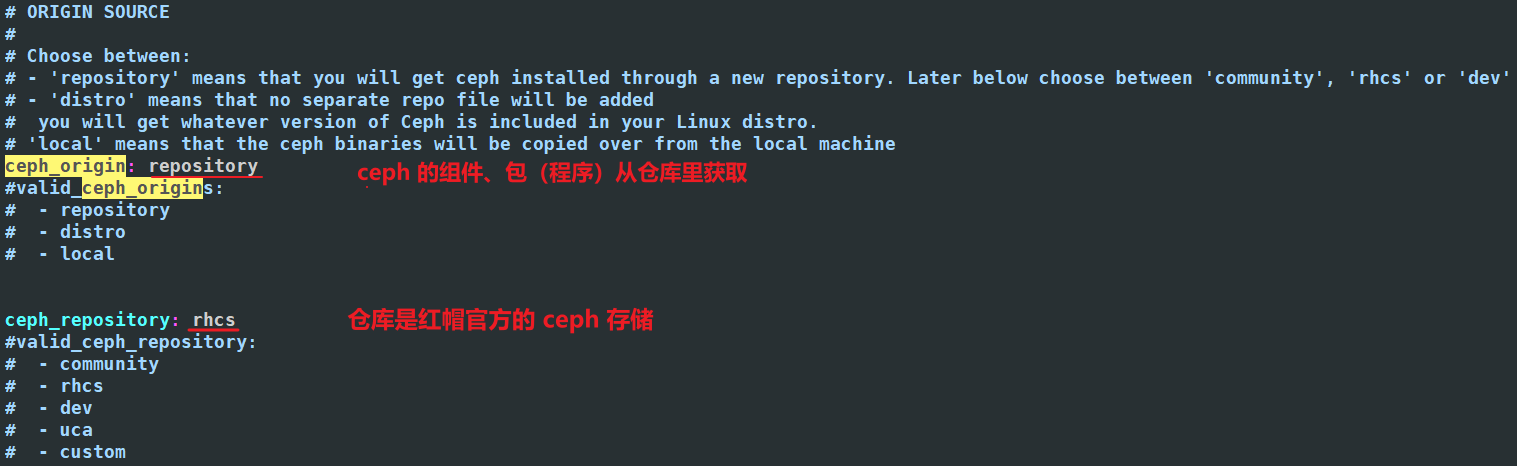 # ORIGIN SOURCE
#
# Choose between:
# - 'repository' means that you will get ceph installed through a new repository. Later below choose between 'community', 'rhcs' or 'dev'
# - 'distro' means that no separate repo file will be added
#  you will get whatever version of Ceph is included in your Linux distro.
# 'local' means that the ceph binaries will be copied over from the local machine
ceph_origin: repository ceph 的组件、包（程序）从仓库里获取
#valid_ceph_origins:
#  - repository
#  - distro
#  - local
ceph_repository: rhcs 仓库是红帽官方的 ceph 存储
#valid_ceph_repository:
#  - community
#  - rhcs
#  - dev
#  - uca
#  - custom